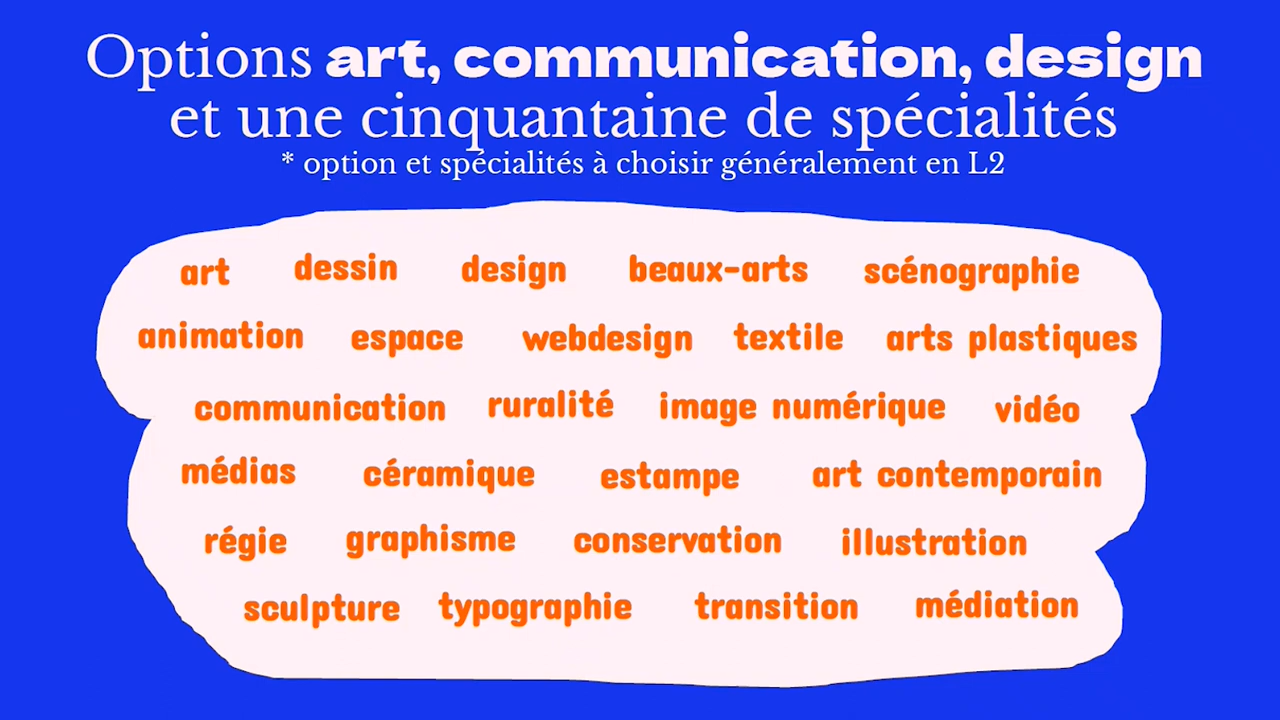 Options art, communication, design
et une cinquantaine de spécialités
* option et spécialités à choisir généralement en L2
art dessin design beaux-arts scénographie
animation espace webdesign textile arts plastiques
communication ruralité image numérique vidéo
médias céramique estampe art contemporain
régie graphisme conservation illustration
sculpture typographie transition médiation